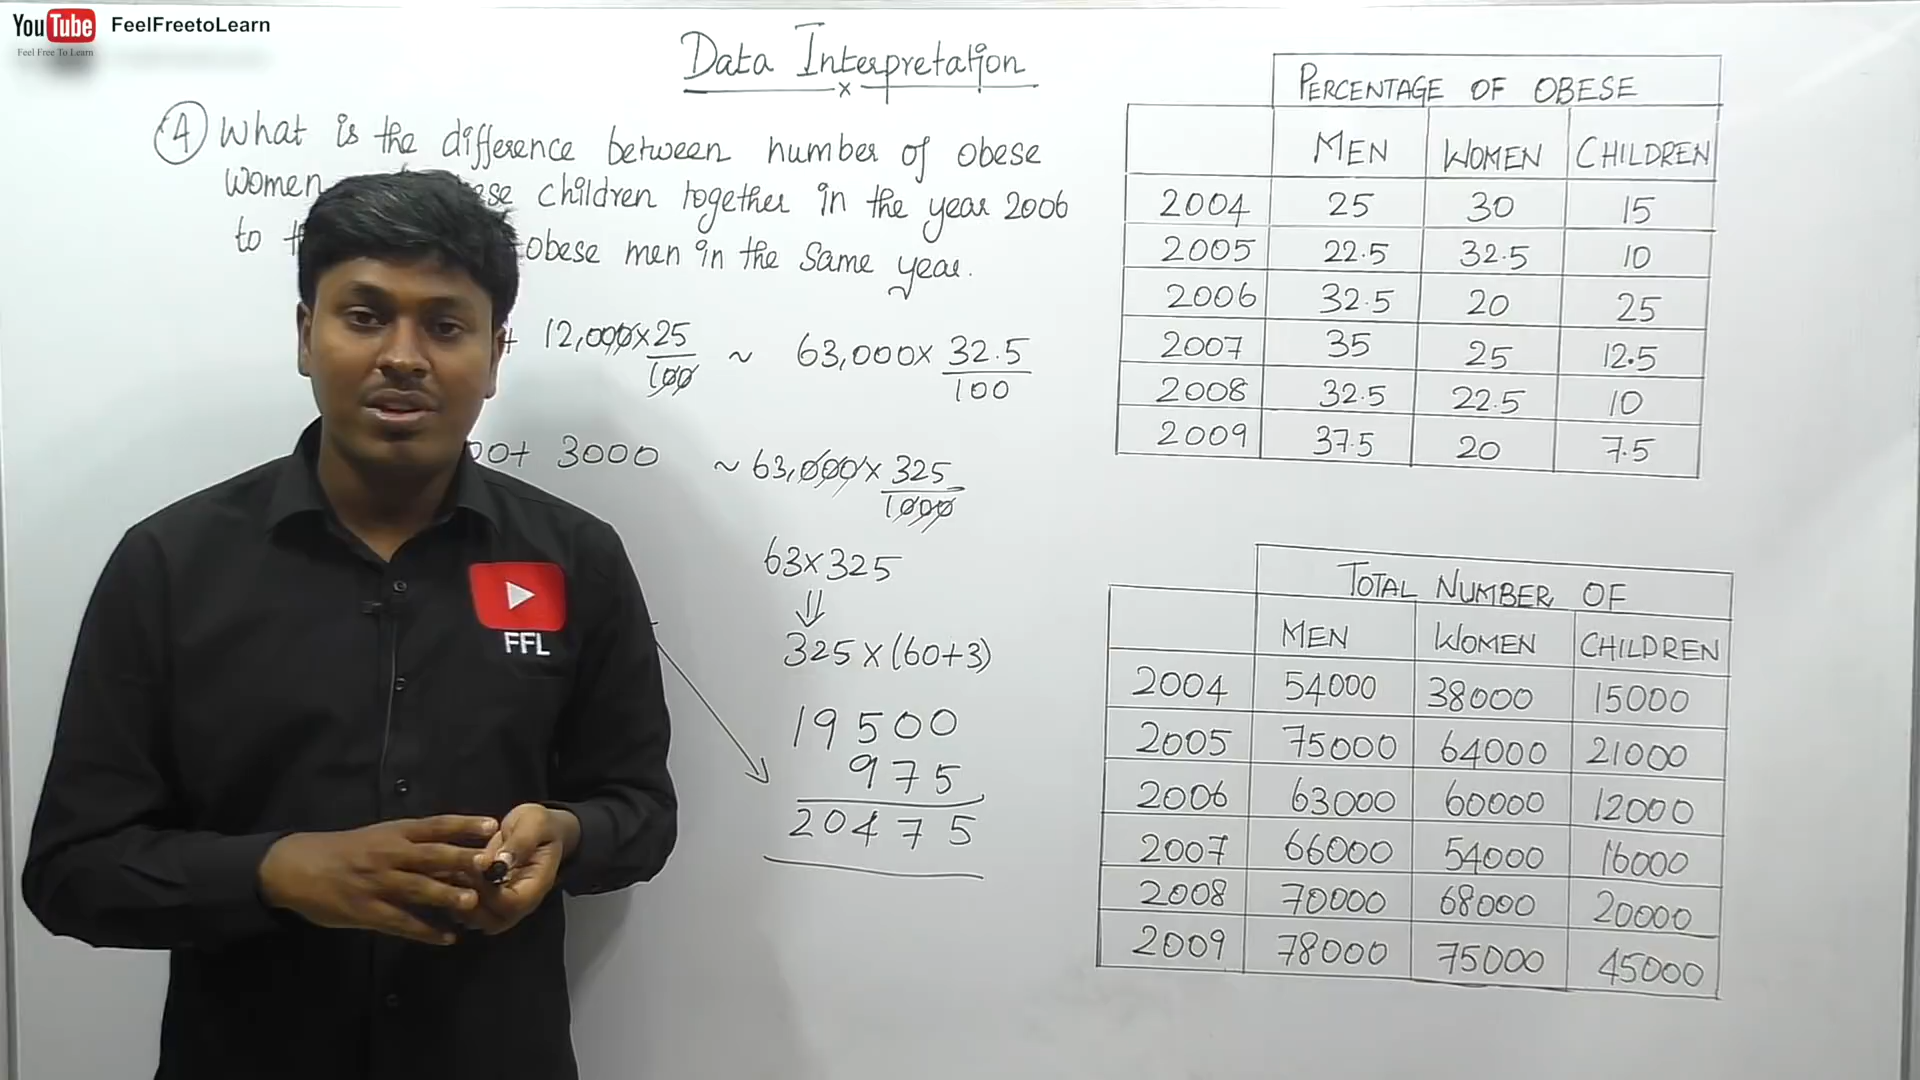 YouTube FeelFreetoLearn
Feel Free To Learn
Data Interpretation
x
4 What is the difference between number of obese
women children together in the year 2006
to obese men in the same year.
12,000x25/100 ~ 63,000x 32.5/100
00+ 3000 ~ 63,000x 325/1000
63x325
⇓
325x(60+3)
19500
975
20475
FFL
PERCENTAGE OF OBESE
MEN WOMEN CHILDREN
2004 25 30 15
2005 22.5 32.5 10
2006 32.5 20 25
2007 35 25 12.5
2008 32.5 22.5 10
2009 37.5 20 7.5
TOTAL NUMBER OF
MEN WOMEN CHILDREN
2004 54000 38000 15000
2005 75000 64000 21000
2006 63000 60000 12000
2007 66000 54000 16000
2008 70000 68000 20000
2009 78000 75000 45000